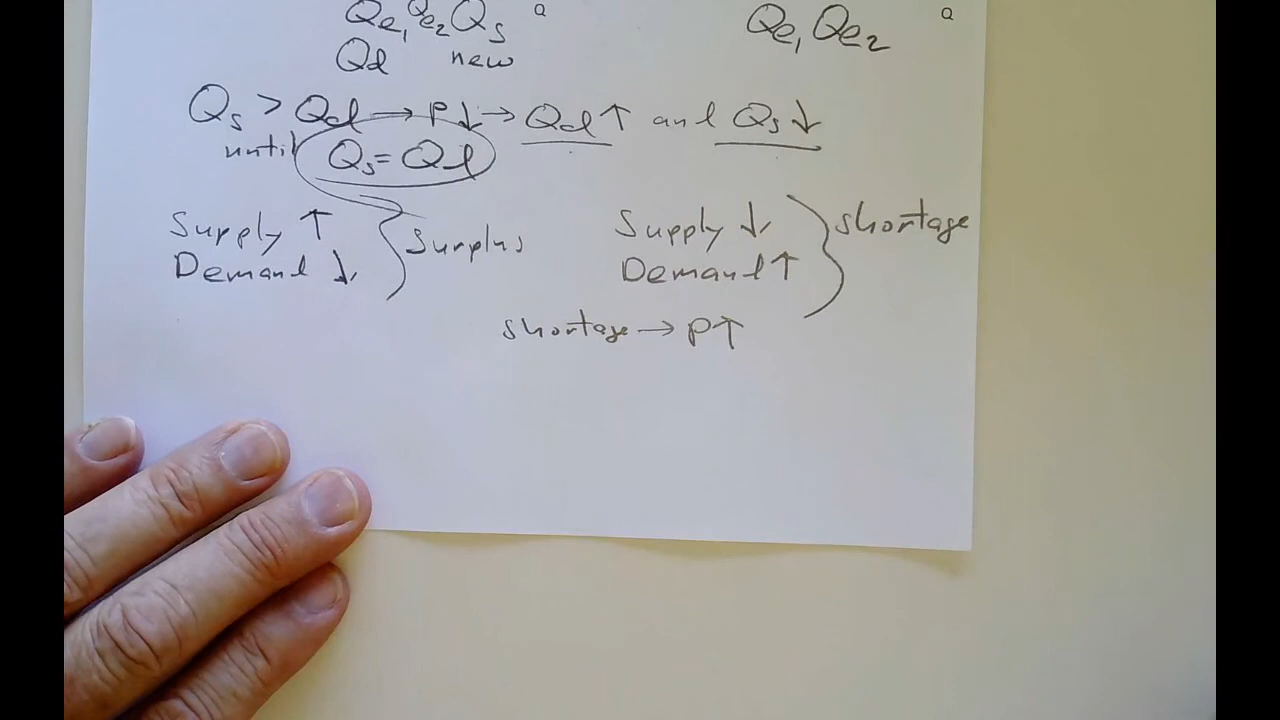 Qe1 Qe2 Qs Q
Qd new
Qe1 Qe2 Q
Qs > Qd → P↓ → Qd ↑ and Qs ↓
until Qs = Qd
Supply ↑
Demand ↓
Surplus
Supply ↓
Demand ↑
shortage
shortage → P↑